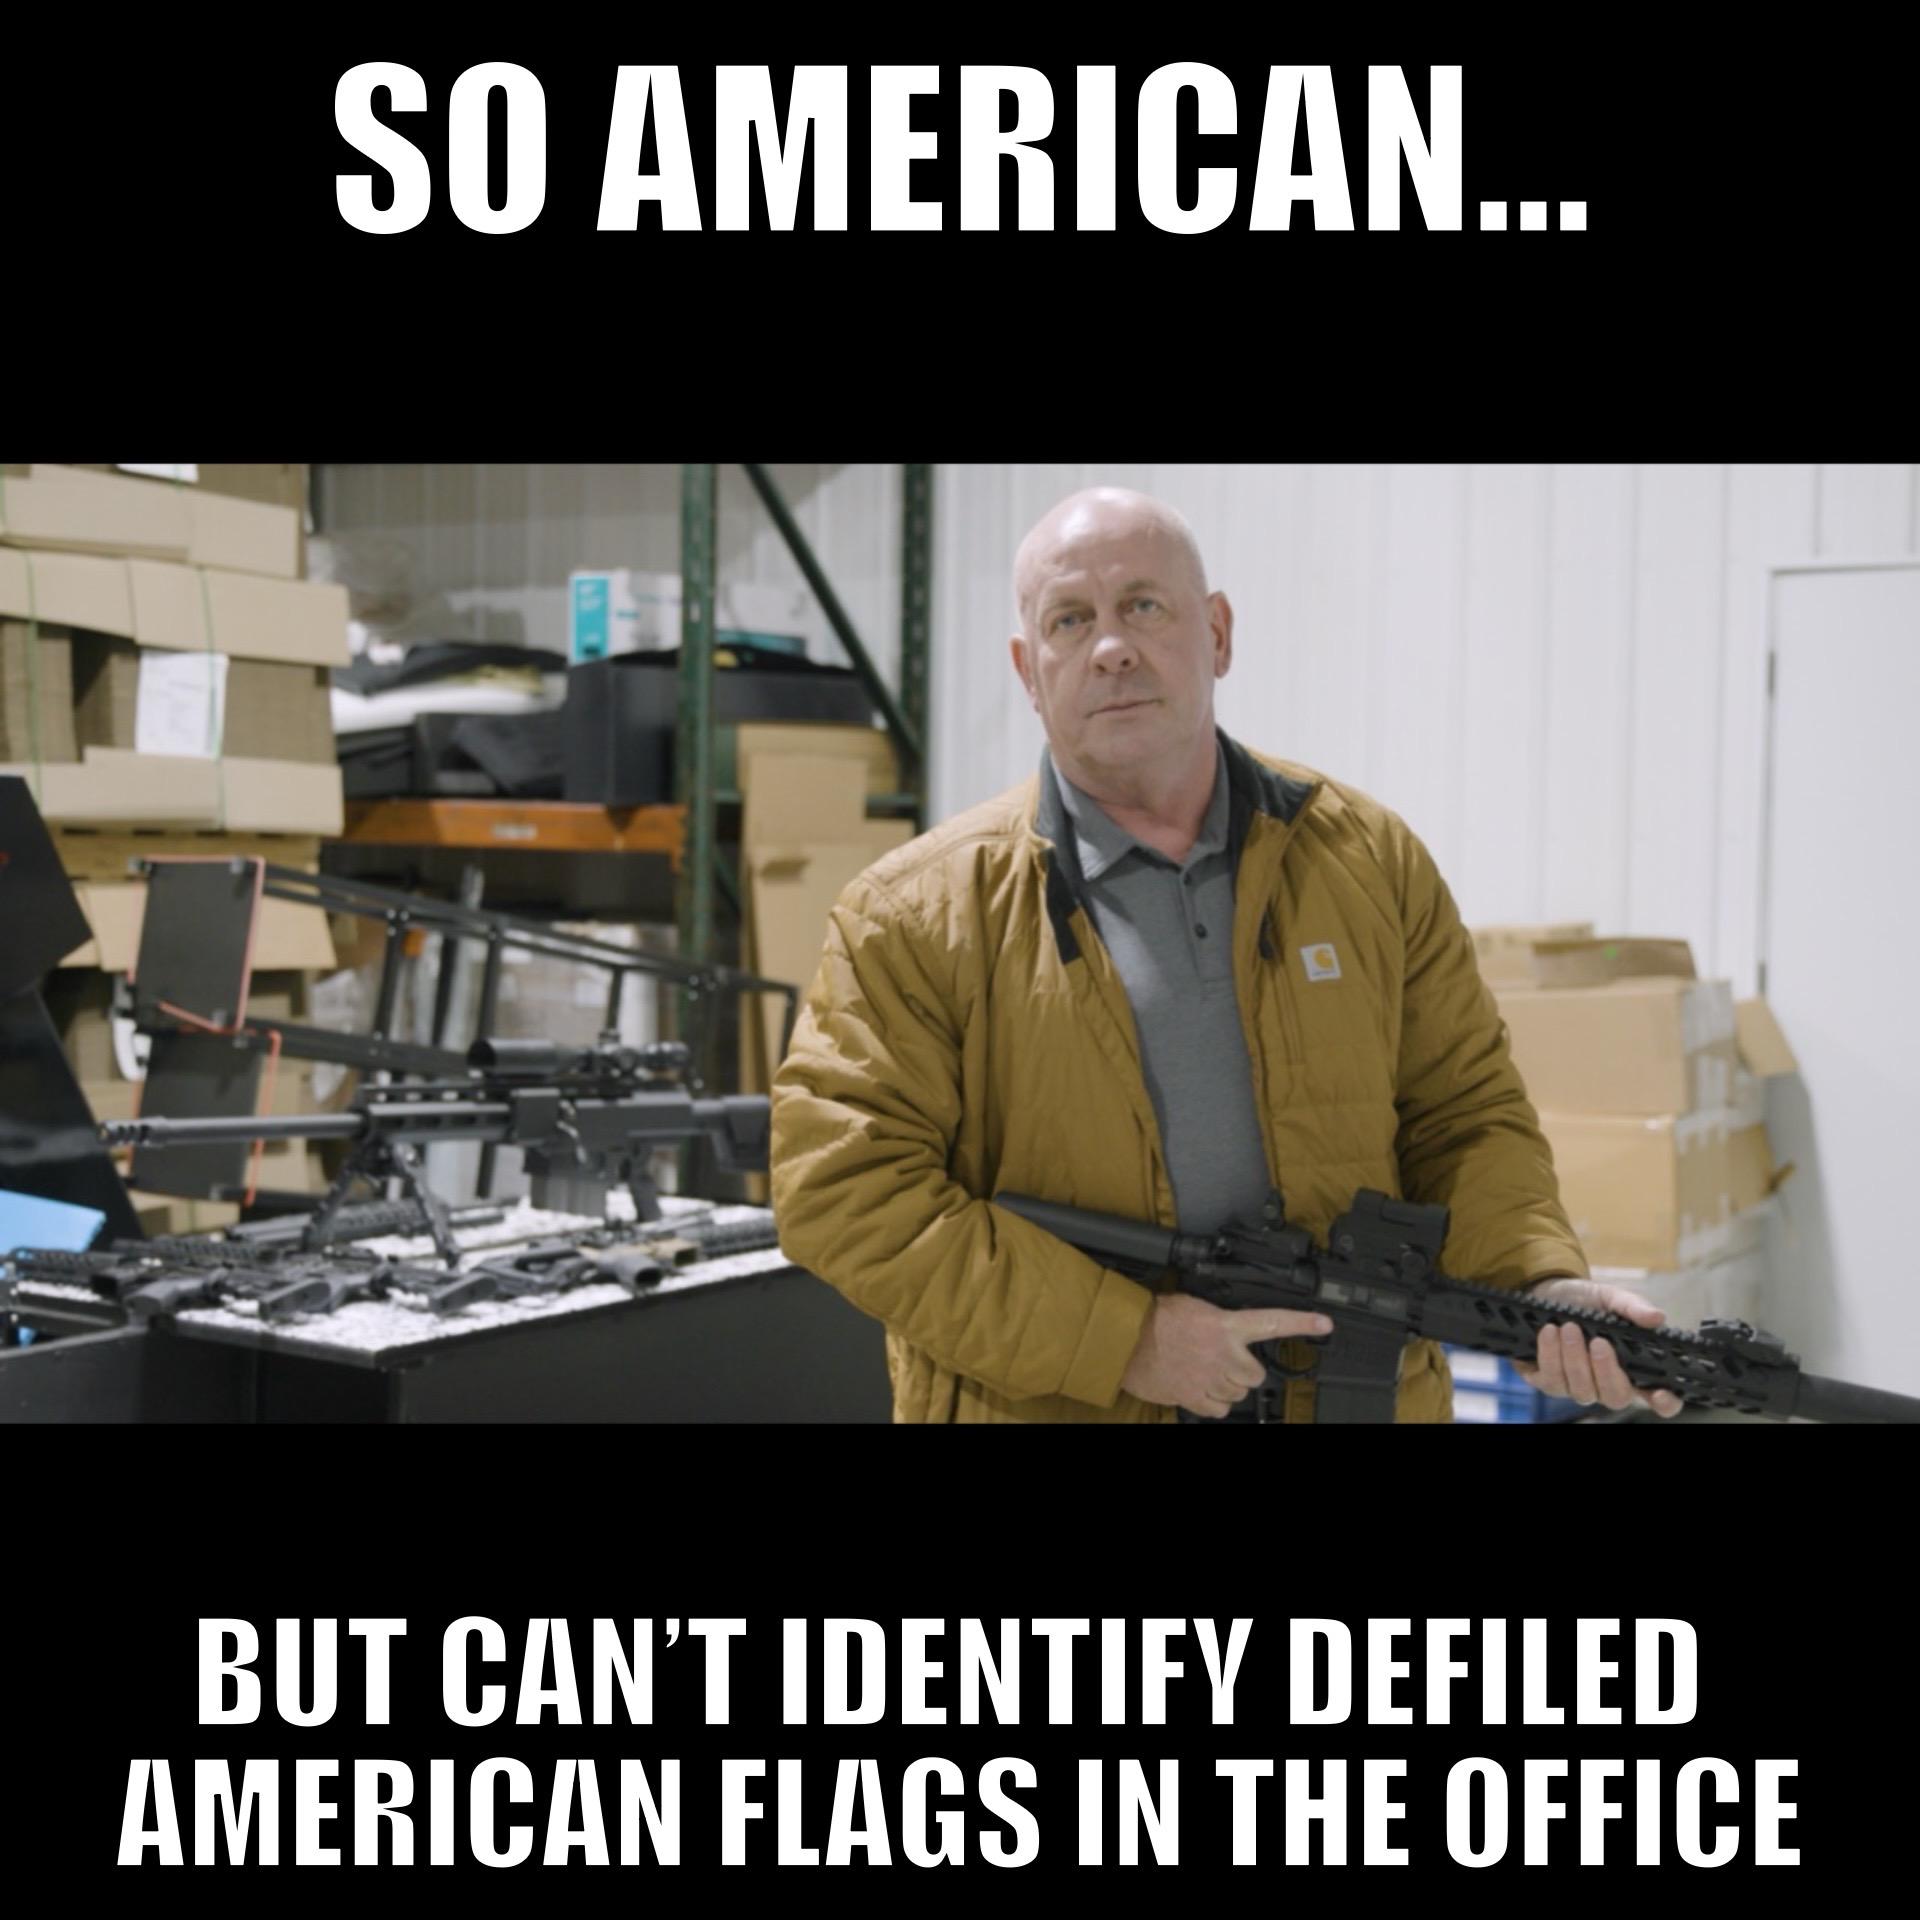 SO AMERICAN...
BUT CAN’T IDENTIFY DEFILED
AMERICAN FLAGS IN THE OFFICE